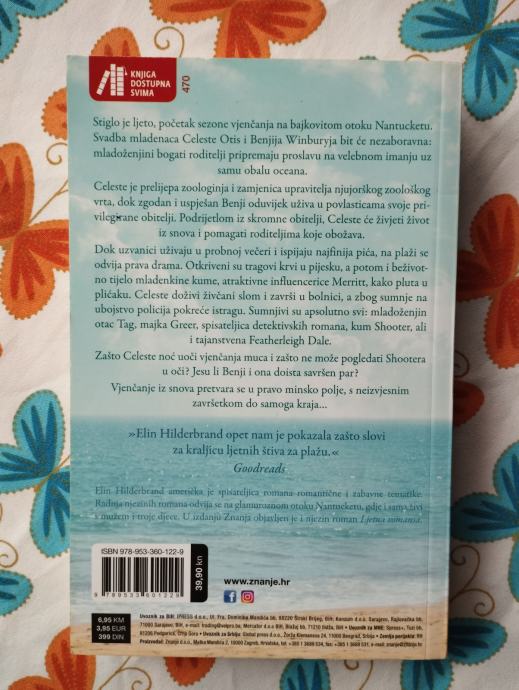 KNJIGA
DOSTUPNA
SVIMA
470
Stiglo je ljeto, početak sezone vjenčanja na bajkovitom otoku Nantucketu.
Svadba mladenaca Celeste Otis i Benjija Winburyja bit će nezaboravna:
mladoženjini bogati roditelji pripremaju proslavu na velebnom imanju uz
samu obalu oceana.
Celeste je prelijepa zoologinja i zamjenica upravitelja njujorškog zoološkog
vrta, dok zgodan i uspješan Benji oduvijek uživa u povlasticama svoje pri-
vilegirane obitelji. Podrijetlom iz skromne obitelji, Celeste će živjeti život
iz snova i pomagati roditeljima koje obožava.
Dok uzvanici uživaju u probnoj večeri i ispijaju najfinija pića, na plaži se
odvija prava drama. Otkriveni su tragovi krvi u pijesku, a potom i beživot-
no tijelo mladenkine kume, atraktivne influencerice Merritt, kako pluta u
plićaku. Celeste doživi živčani slom i završi u bolnici, a zbog sumnje na
ubojstvo policija pokreće istragu. Sumnjivi su apsolutno svi: mladoženjin
otac Tag, majka Greer, spisateljica detektivskih romana, kum Shooter, ali
i tajanstvena Featherleigh Dale.
Zašto Celeste noć uoči vjenčanja muca i zašto ne može pogledati Shootera
u oči? Jesu li Benji i ona doista savršen par?
Vjenčanje iz snova pretvara se u pravo minsko polje, s neizvjesnim
završetkom do samoga kraja...
»Elin Hilderbrand opet nam je pokazala zašto slovi
za kraljicu ljetnih štiva za plažu.«
Goodreads
Elin Hilderbrand američka je spisateljica romana romantične i zabavne tematike.
Radnja njezinih romana odvija se na glamuroznom otoku Nantucketu, gdje i sama živi
s mužem i troje djece. U izdanju Znanja objavljen je i njezin roman Ljetna romansa.
ISBN 978-953-360-122-9
9 789533 601229
39,90 kn
www.znanje.hr
6,95 KM
3,95 EUR
399 DIN